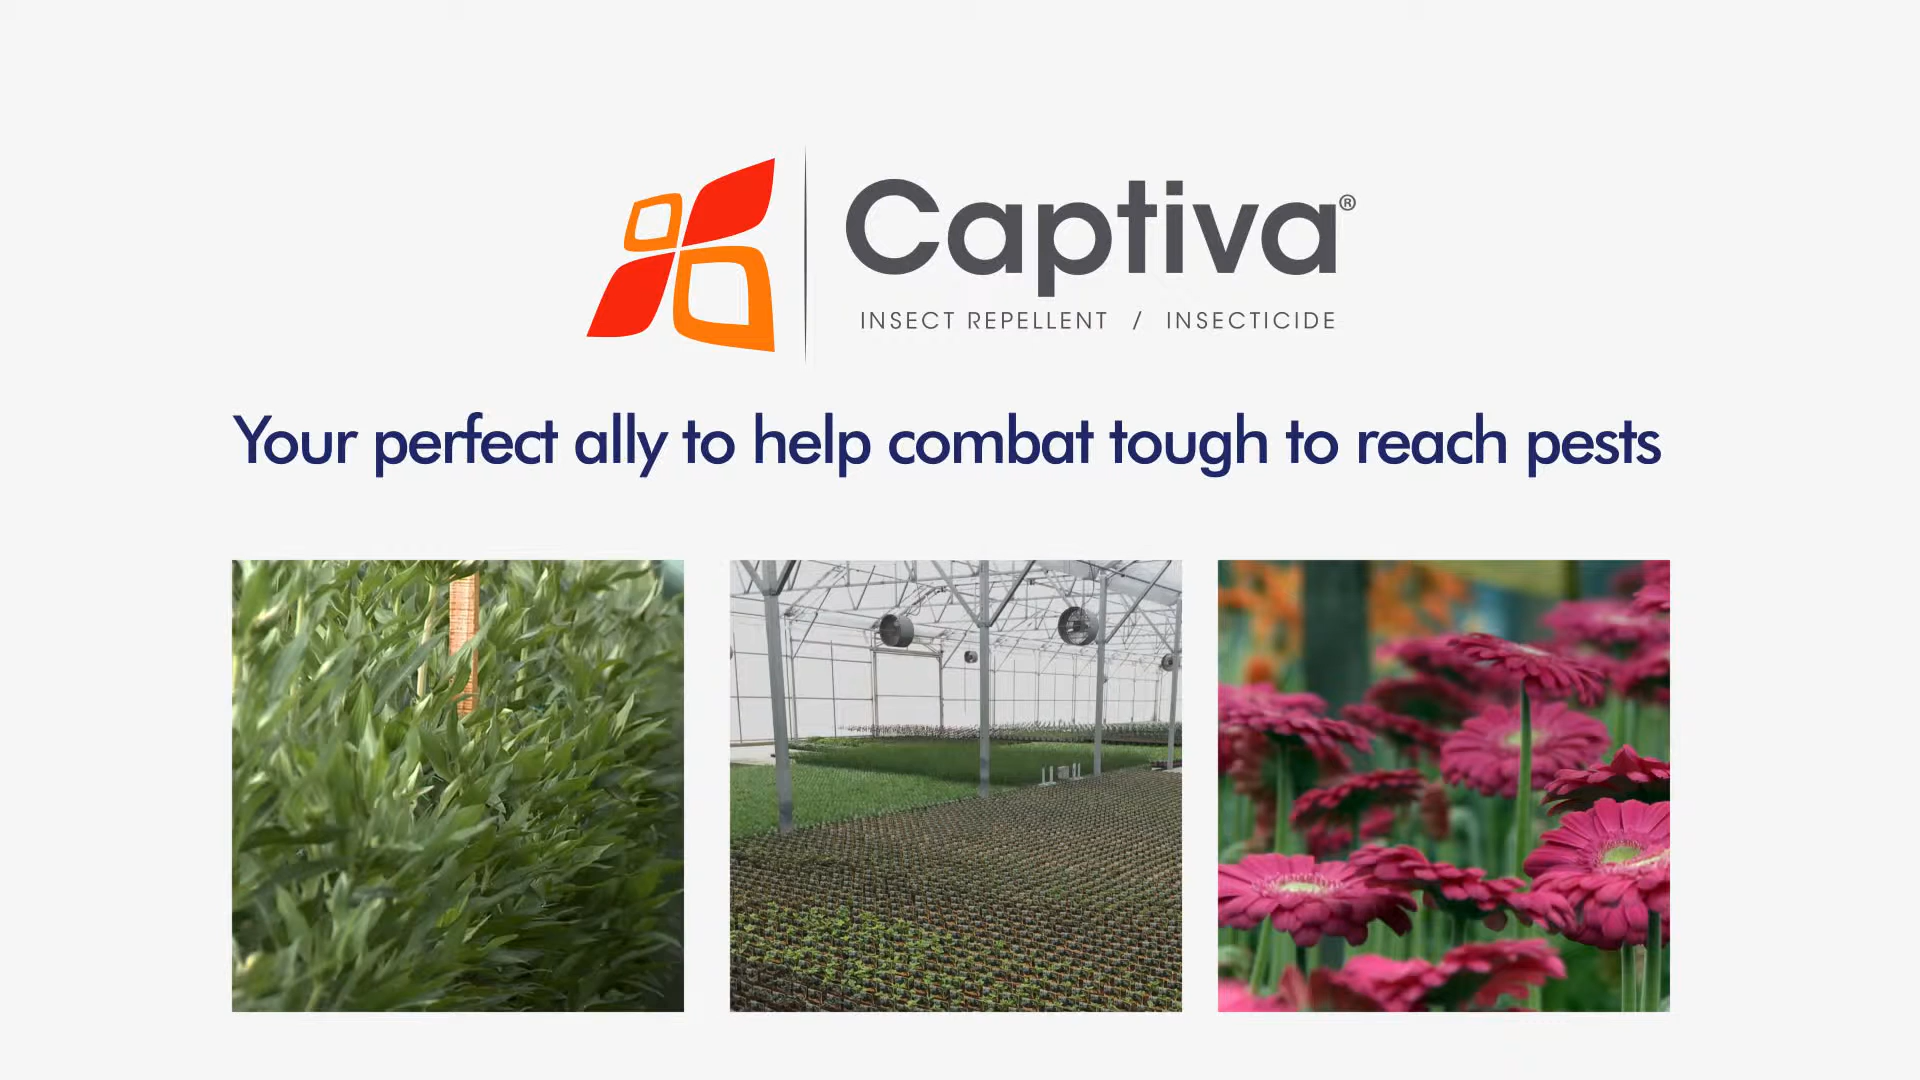 Captiva®
INSECT REPELLENT / INSECTICIDE
Your perfect ally to help combat tough to reach pests